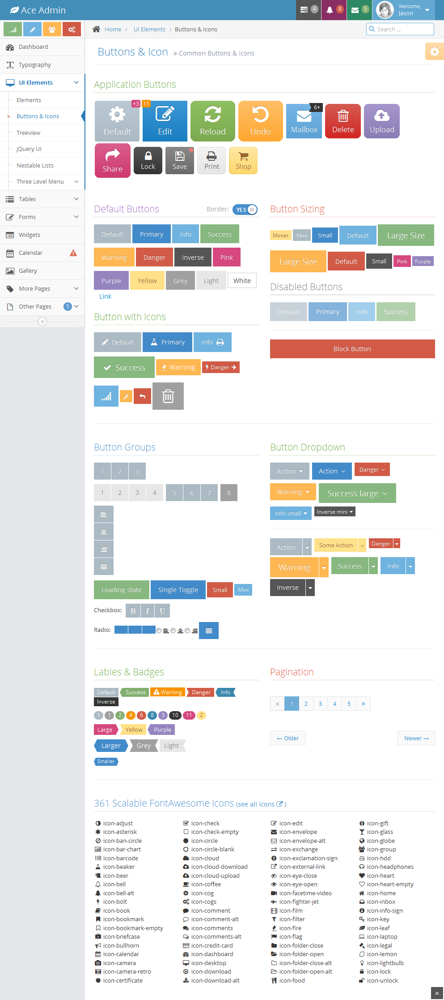 Ace Admin
4
8
5
Welcome,
Jason
Home
UI Elements
Buttons & Icons
Search ...
Dashboard
Typography
UI Elements
Elements
Buttons & Icons
Treeview
jQuery UI
Nestable Lists
Three Level Menu
Tables
Forms
Widgets
Calendar
Gallery
More Pages
Other Pages 5
Buttons & Icon » Common Buttons & Icons
Application Buttons
+3 11 6+
Default Edit Reload Undo Mailbox Delete Upload
Share Lock Save Print Shop
Default Buttons Border: YES
Default Primary Info Success
Warning Danger Inverse Pink
Purple Yellow Grey Light White
Link
Button Sizing
Minier Mini Small Default Large Size
Large Size Default Small Pink Purple
Disabled Buttons
Default Primary Info Success
Block Button
Button with Icons
Default Primary Info
Success Warning Danger
Button Groups
1 2 3
1 2 3 4 5 6 7 8
Loading state Single Toggle Small Mini
Checkbox: B I U
Radio:
Button Dropdown
Action Action Danger
Warning Success large
Info small Inverse mini
Action Some Action Danger
Warning Success Info
Inverse
Lables & Badges
Default Success Warning Danger Info
Inverse
1 1 2 4 6 8 3 10 11 2
Large Yellow Purple
Larger Grey Light
Smaller
Pagination
« 1 2 3 4 5 »
← Older Newer →
361 Scalable FontAwesome Icons (see all icons )
icon-adjust
icon-asterisk
icon-ban-circle
icon-bar-chart
icon-barcode
icon-beaker
icon-beer
icon-bell
icon-bell-alt
icon-bolt
icon-book
icon-bookmark
icon-bookmark-empty
icon-briefcase
icon-bullhorn
icon-calendar
icon-camera
icon-camera-retro
icon-certificate
icon-check
icon-check-empty
icon-circle
icon-circle-blank
icon-cloud
icon-cloud-download
icon-cloud-upload
icon-coffee
icon-cog
icon-cogs
icon-comment
icon-comment-alt
icon-comments
icon-comments-alt
icon-credit-card
icon-dashboard
icon-desktop
icon-download
icon-download-alt
icon-edit
icon-envelope
icon-envelope-alt
icon-exchange
icon-exclamation-sign
icon-external-link
icon-eye-close
icon-eye-open
icon-facetime-video
icon-fighter-jet
icon-film
icon-filter
icon-fire
icon-flag
icon-folder-close
icon-folder-open
icon-folder-close-alt
icon-folder-open-alt
icon-food
icon-gift
icon-glass
icon-globe
icon-group
icon-hdd
icon-headphones
icon-heart
icon-heart-empty
icon-home
icon-inbox
icon-info-sign
icon-key
icon-leaf
icon-laptop
icon-legal
icon-lemon
icon-lightbulb
icon-lock
icon-unlock